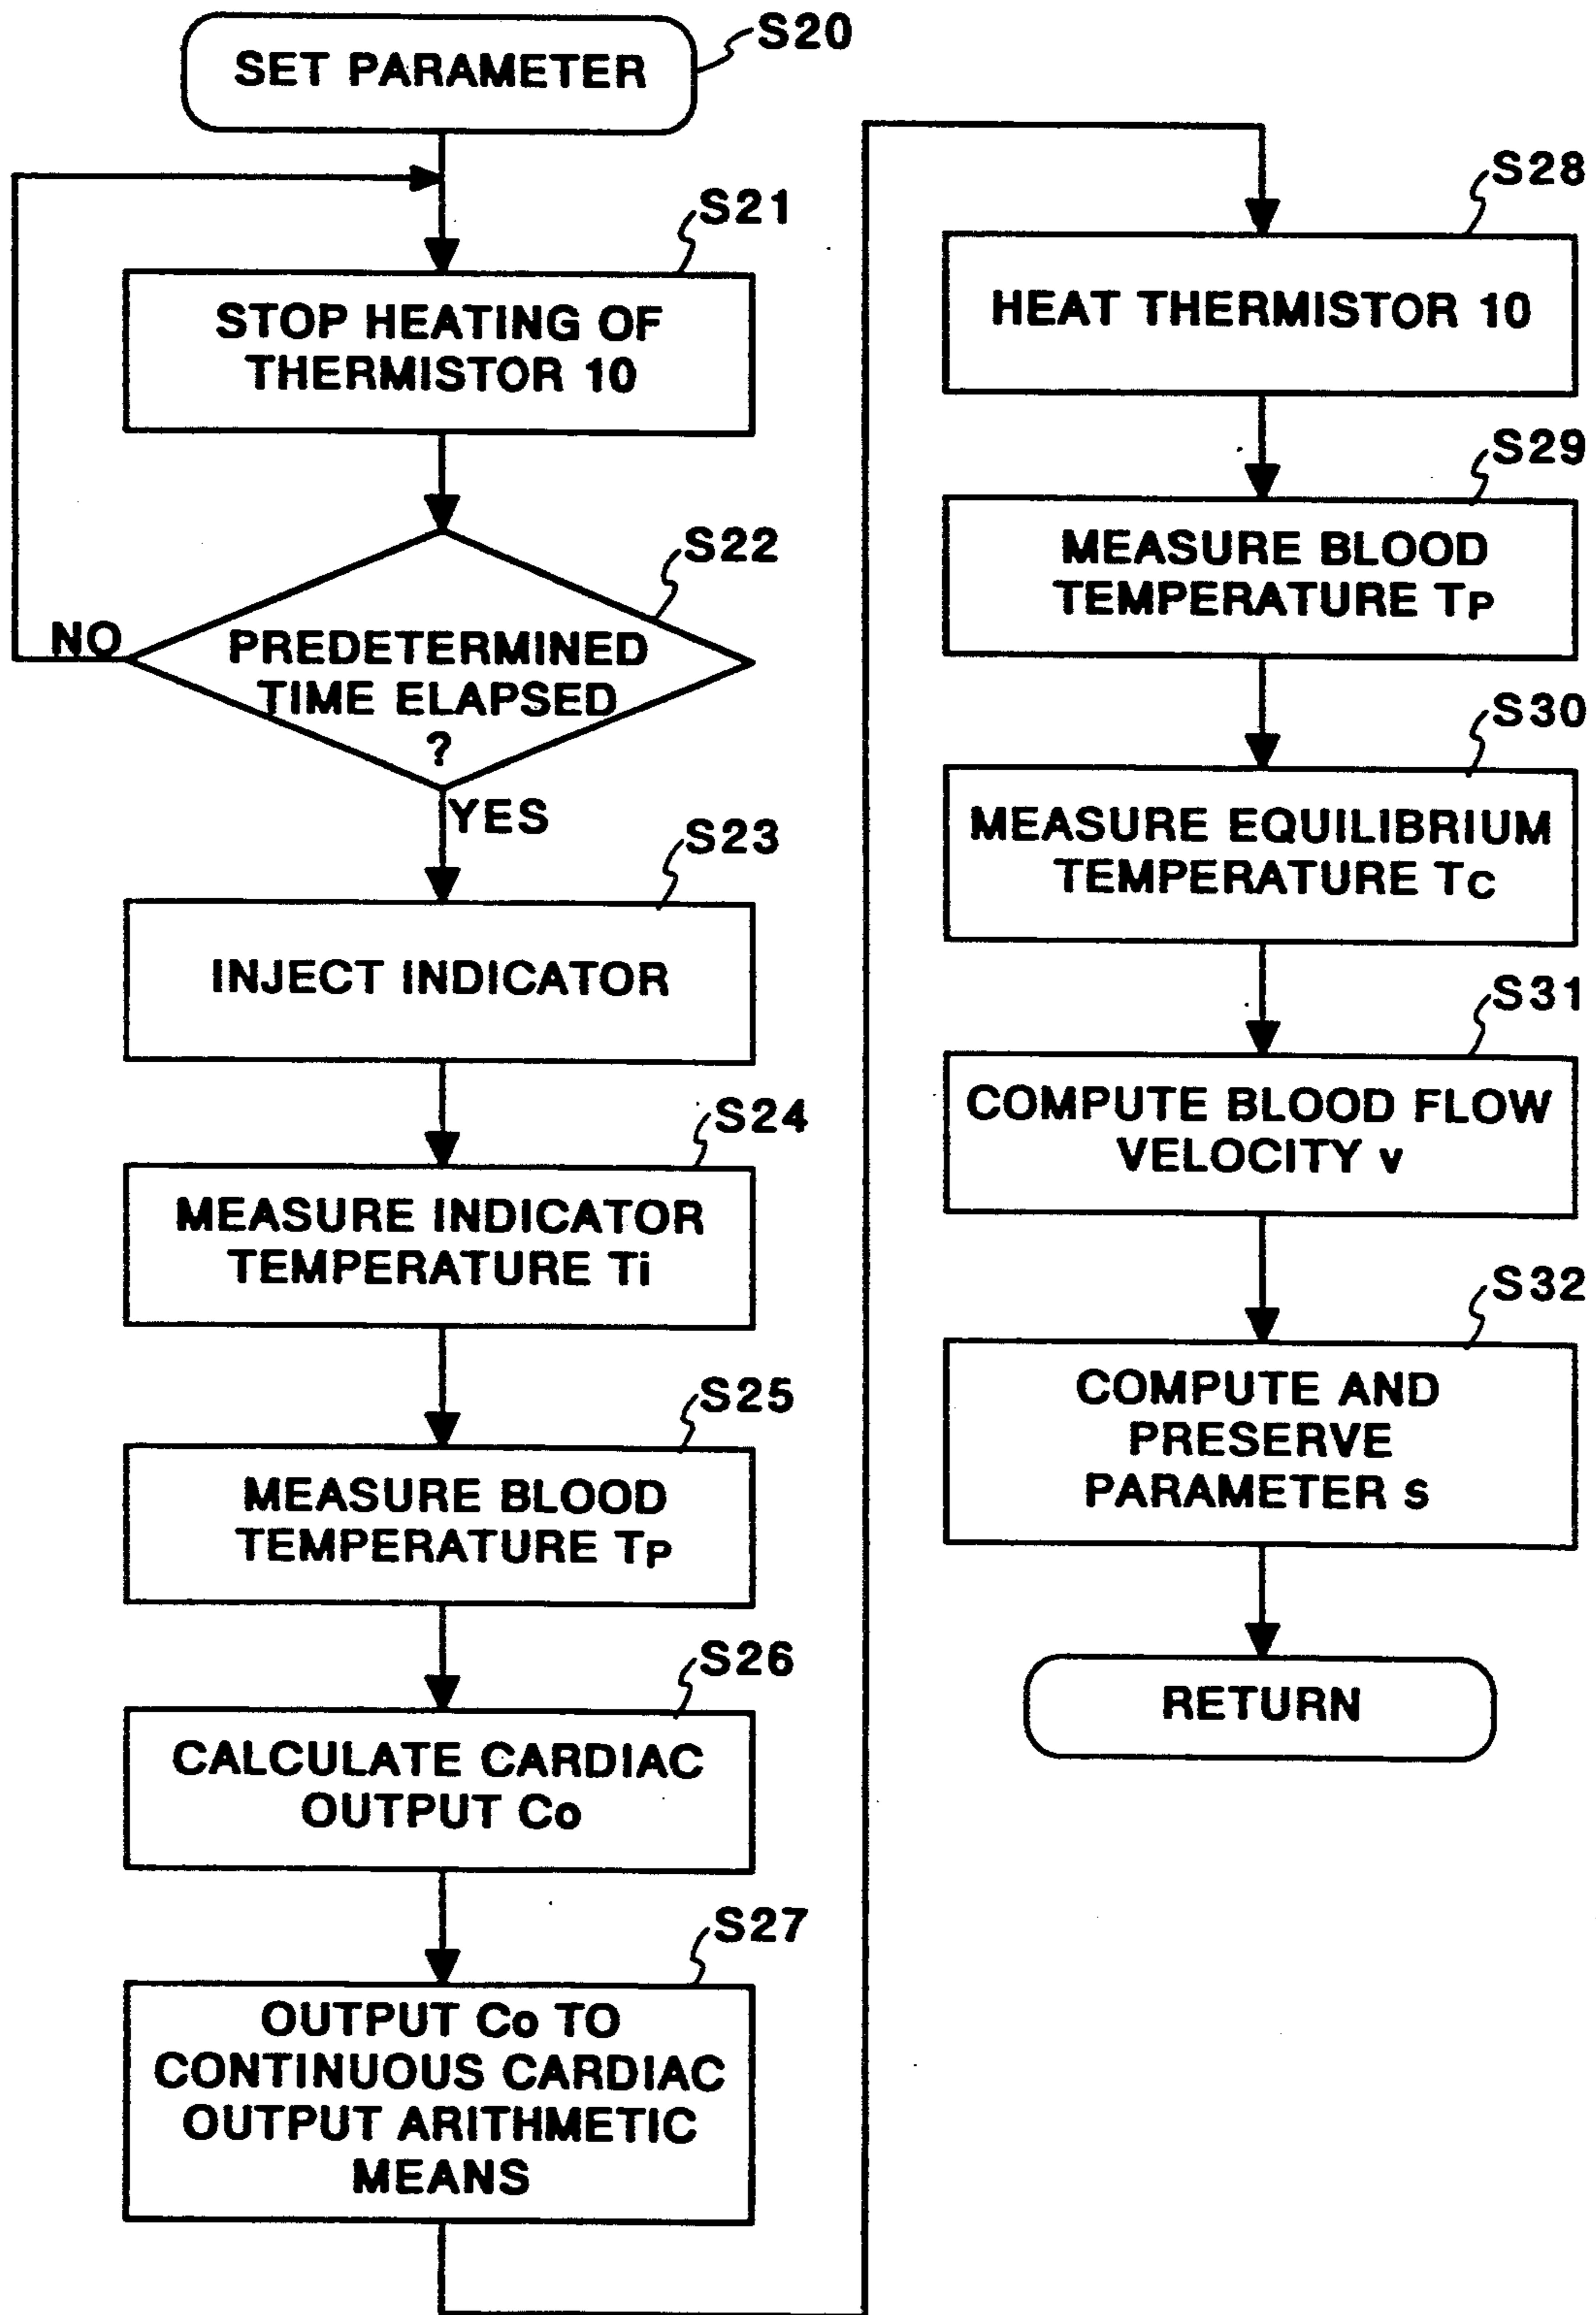 SET PARAMETER
S20
S21
STOP HEATING OF
THERMISTOR 10
S22
NO
PREDETERMINED
TIME ELAPSED
?
YES
S23
INJECT INDICATOR
S24
MEASURE INDICATOR
TEMPERATURE Ti
S25
MEASURE BLOOD
TEMPERATURE TP
S26
CALCULATE CARDIAC
OUTPUT Co
S27
OUTPUT Co TO
CONTINUOUS CARDIAC
OUTPUT ARITHMETIC
MEANS
S28
HEAT THERMISTOR 10
S29
MEASURE BLOOD
TEMPERATURE TP
S30
MEASURE EQUILIBRIUM
TEMPERATURE TC
S31
COMPUTE BLOOD FLOW
VELOCITY v
S32
COMPUTE AND
PRESERVE
PARAMETER S
RETURN